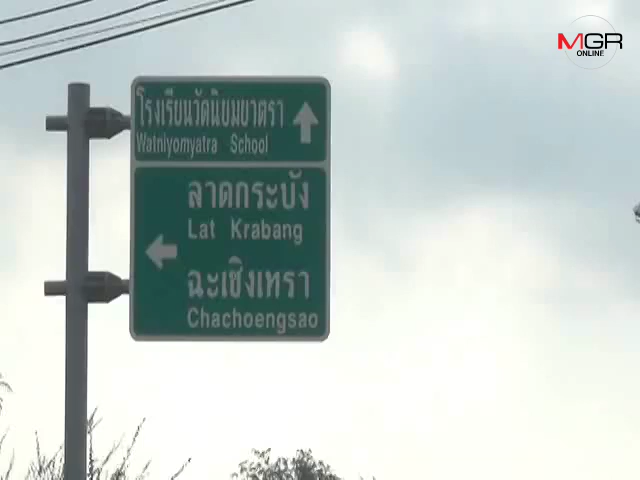 MGR
ONLINE
โรงเรียนวัดนิยมยาตรา
Watniyomyatra School
ลาดกระบัง
Lat Krabang
ฉะเชิงเทรา
Chachoengsao